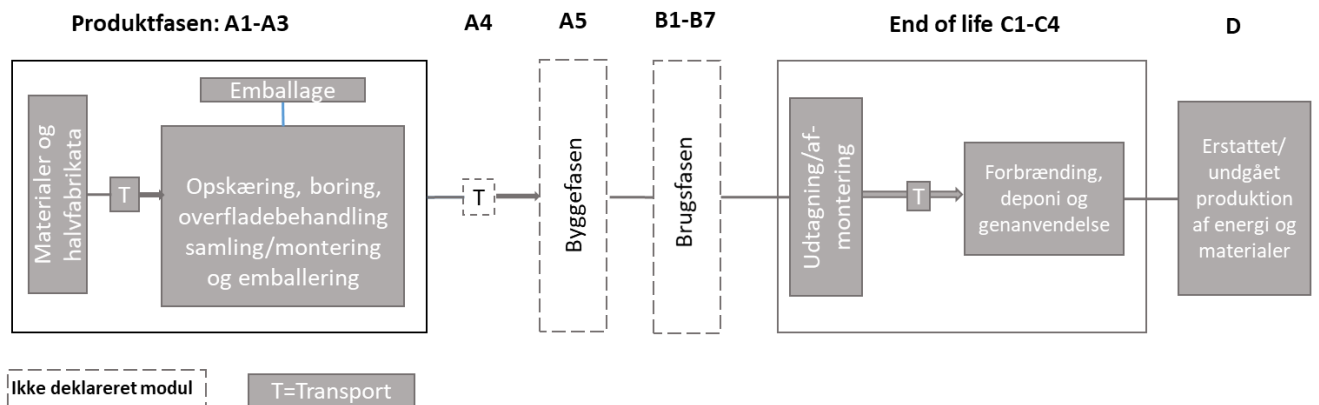 Produktfasen: A1-A3
A4
A5
B1-B7
End of life C1-C4
D
Materialer og
halvfabrikata
T
Emballage
Opskæring, boring,
overfladebehandling
samling/montering
og emballering
T
Byggefasen
Brugsfasen
Udtagning/af-
montering
T
Forbrænding,
deponi og
genanvendelse
Erstattet/
undgået
produktion
af energi og
materialer
Ikke deklareret modul
T=Transport